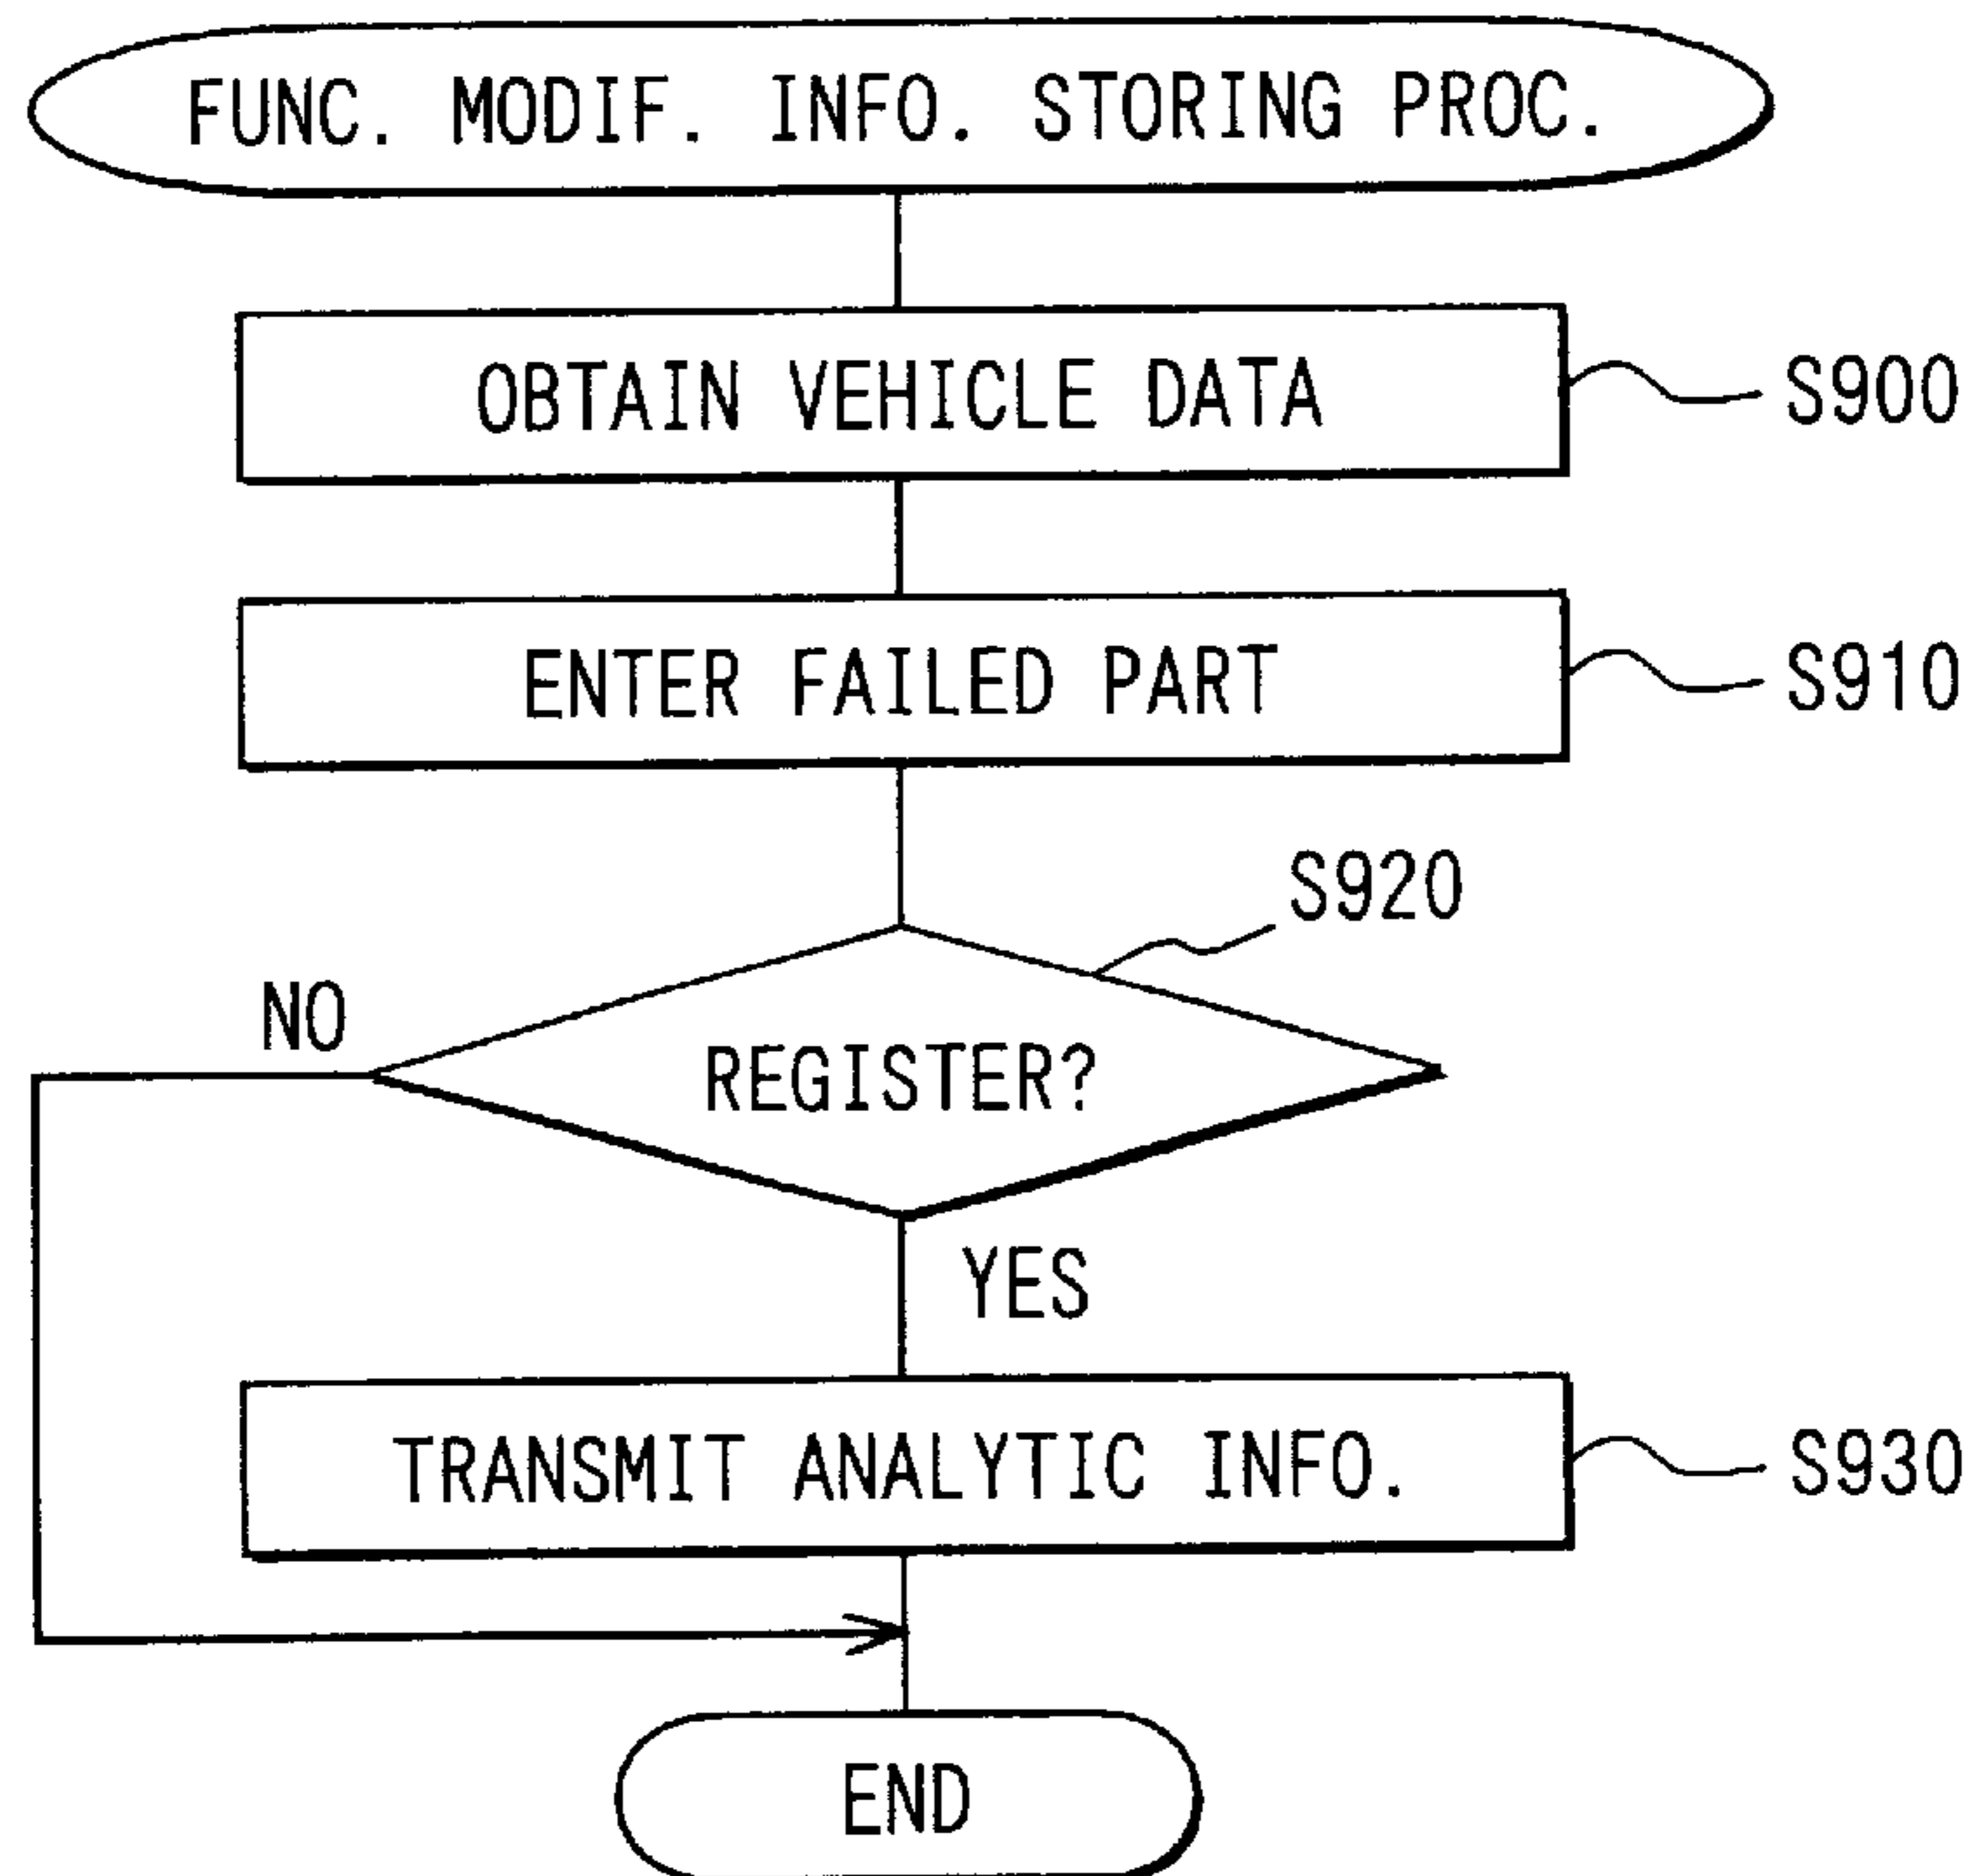 FUNC. MODIF. INFO. STORING PROC.
OBTAIN VEHICLE DATA
S900
ENTER FAILED PART
S910
S920
NO
REGISTER?
YES
TRANSMIT ANALYTIC INFO.
S930
END